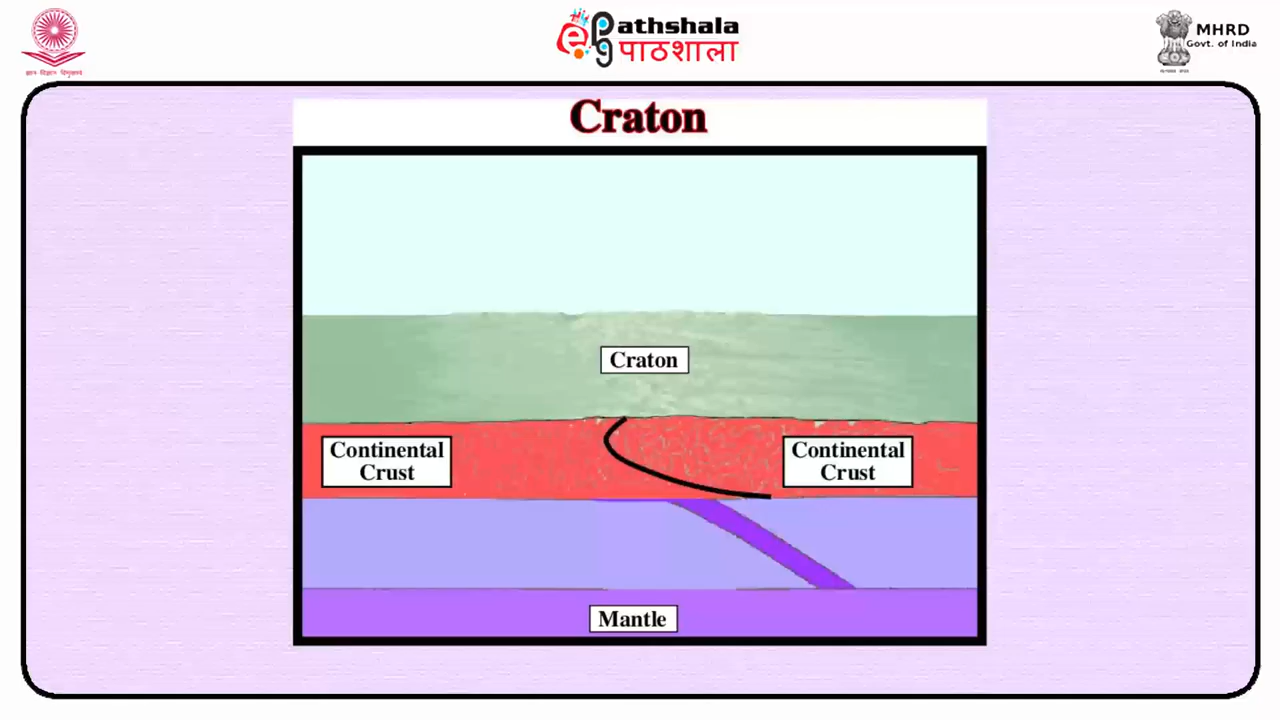 ePathshala
पाठशाला
MHRD
Govt. of India
Craton
Craton
Continental
Crust
Continental
Crust
Mantle